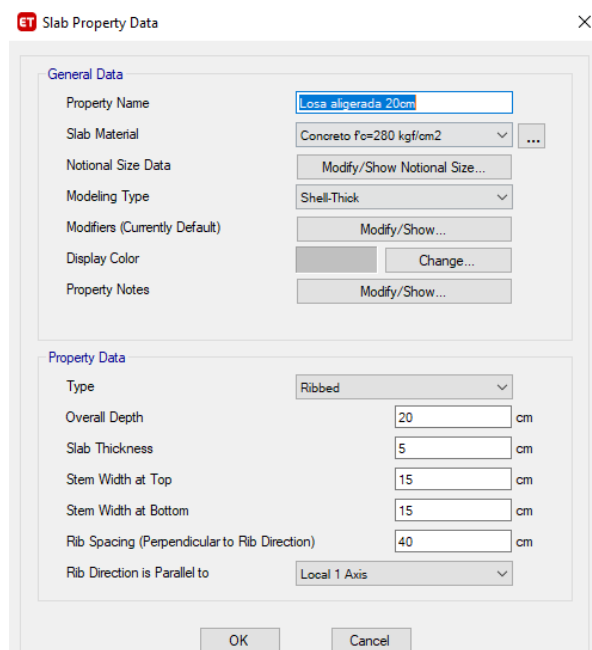 ET Slab Property Data
General Data
Property Name Losa aligerada 20cm
Slab Material Concreto f'c=280 kgf/cm2 ...
Notional Size Data Modify/Show Notional Size...
Modeling Type Shell-Thick
Modifiers (Currently Default) Modify/Show...
Display Color Change...
Property Notes Modify/Show...
Property Data
Type Ribbed
Overall Depth 20 cm
Slab Thickness 5 cm
Stem Width at Top 15 cm
Stem Width at Bottom 15 cm
Rib Spacing (Perpendicular to Rib Direction) 40 cm
Rib Direction is Parallel to Local 1 Axis
OK Cancel